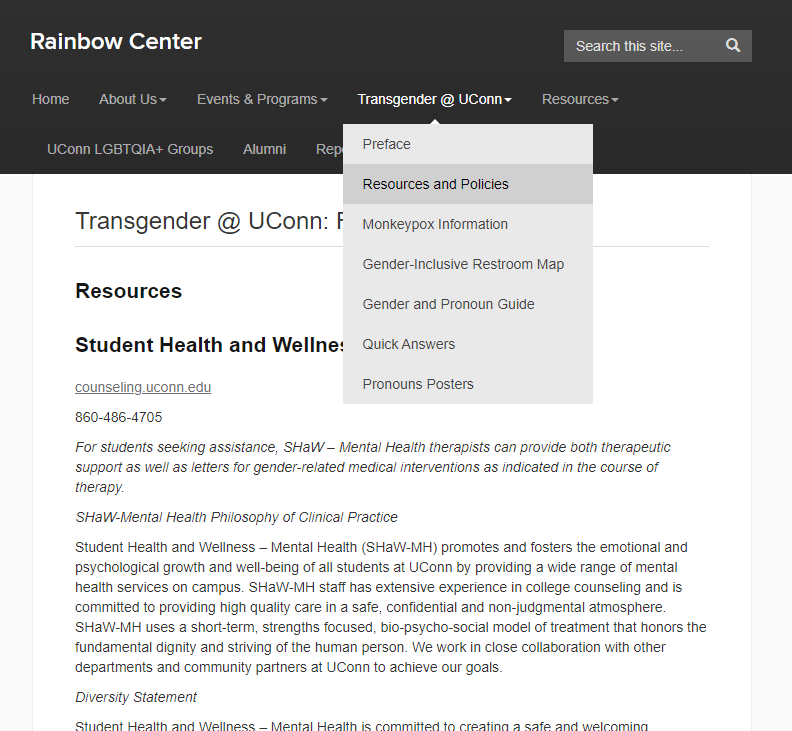 Rainbow Center
Search this site...
Home About Us Events & Programs Transgender @ UConn Resources
UConn LGBTQIA+ Groups Alumni
Preface
Resources and Policies
Monkeypox Information
Gender-Inclusive Restroom Map
Gender and Pronoun Guide
Quick Answers
Pronouns Posters
Transgender @ UConn:
Resources
Student Health and
counseling.uconn.edu
860-486-4705
For students seeking assistance, SHaW – Mental Health therapists can provide both therapeutic
support as well as letters for gender-related medical interventions as indicated in the course of
therapy.
SHaW-Mental Health Philosophy of Clinical Practice
Student Health and Wellness – Mental Health (SHaW-MH) promotes and fosters the emotional and
psychological growth and well-being of all students at UConn by providing a wide range of mental
health services on campus. SHaW-MH staff has extensive experience in college counseling and is
committed to providing high quality care in a safe, confidential and non-judgmental atmosphere.
SHaW-MH uses a short-term, strengths focused, bio-psycho-social model of treatment that honors the
fundamental dignity and striving of the human person. We work in close collaboration with other
departments and community partners at UConn to achieve our goals.
Diversity Statement
Student Health and Wellness – Mental Health is committed to creating a safe and welcoming